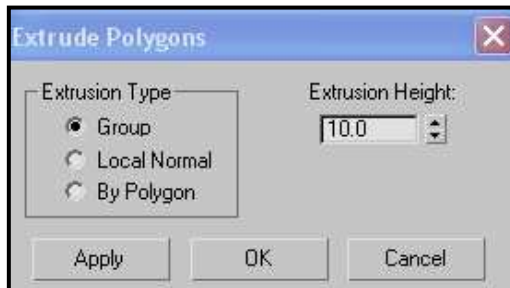 Extrude Polygons
Extrusion Type
Group
Local Normal
By Polygon
Extrusion Height:
10.0
Apply OK Cancel